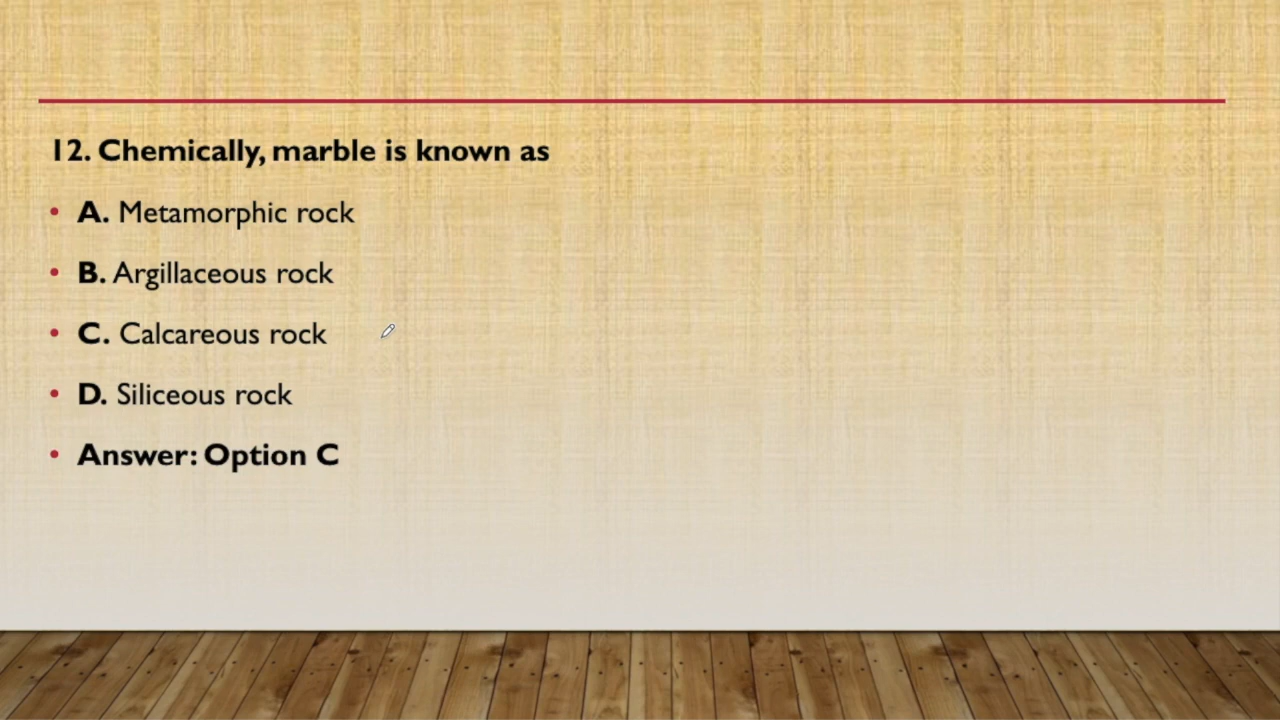 12. Chemically, marble is known as
• A. Metamorphic rock
• B. Argillaceous rock
• C. Calcareous rock
• D. Siliceous rock
• Answer: Option C